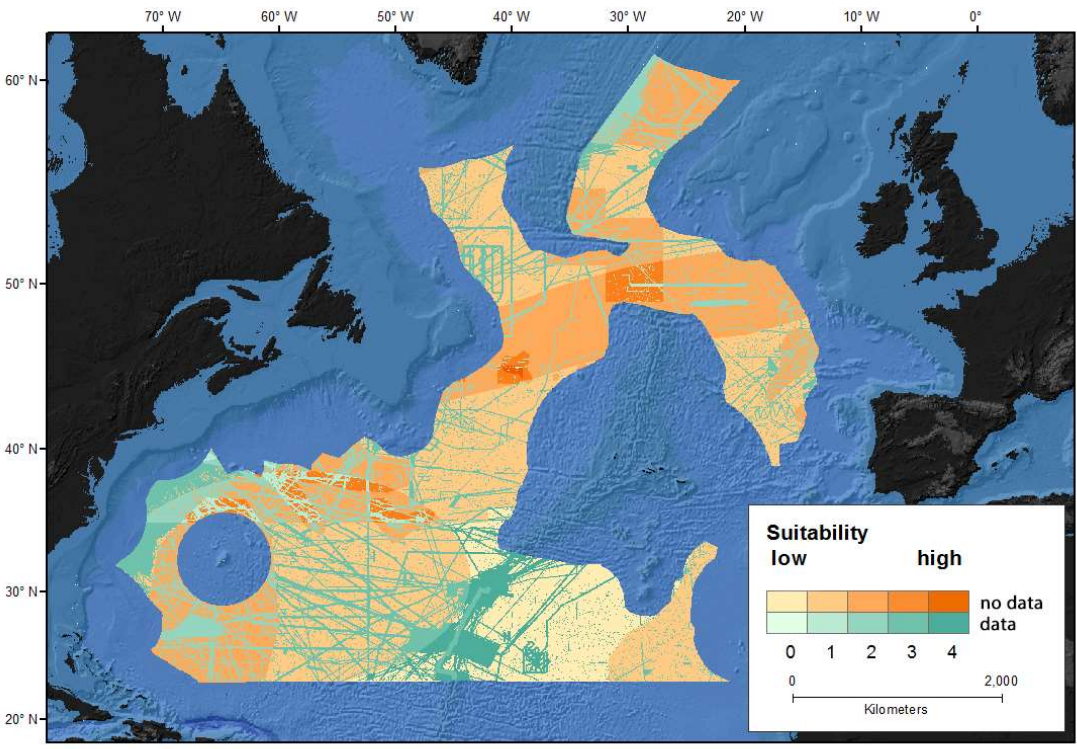 70° W 60° W 50° W 40° W 30° W 20° W 10° W 0°
60° N
50° N
40° N
30° N
20° N
Suitability
low high
no data
data
0 1 2 3 4
0 2,000
Kilometers